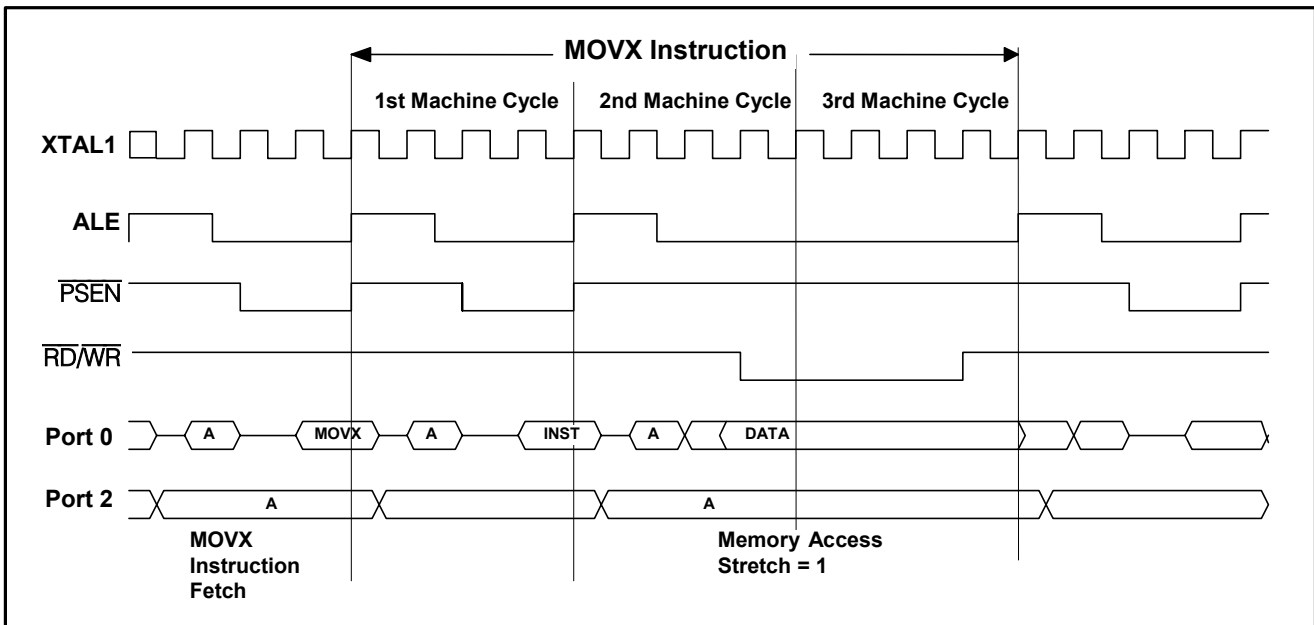 MOVX Instruction
1st Machine Cycle
2nd Machine Cycle
3rd Machine Cycle
XTAL1
ALE
PSEN
RD/WR
Port 0
A
MOVX
A
INST
A
DATA
Port 2
A
A
MOVX
Instruction
Fetch
Memory Access
Stretch = 1